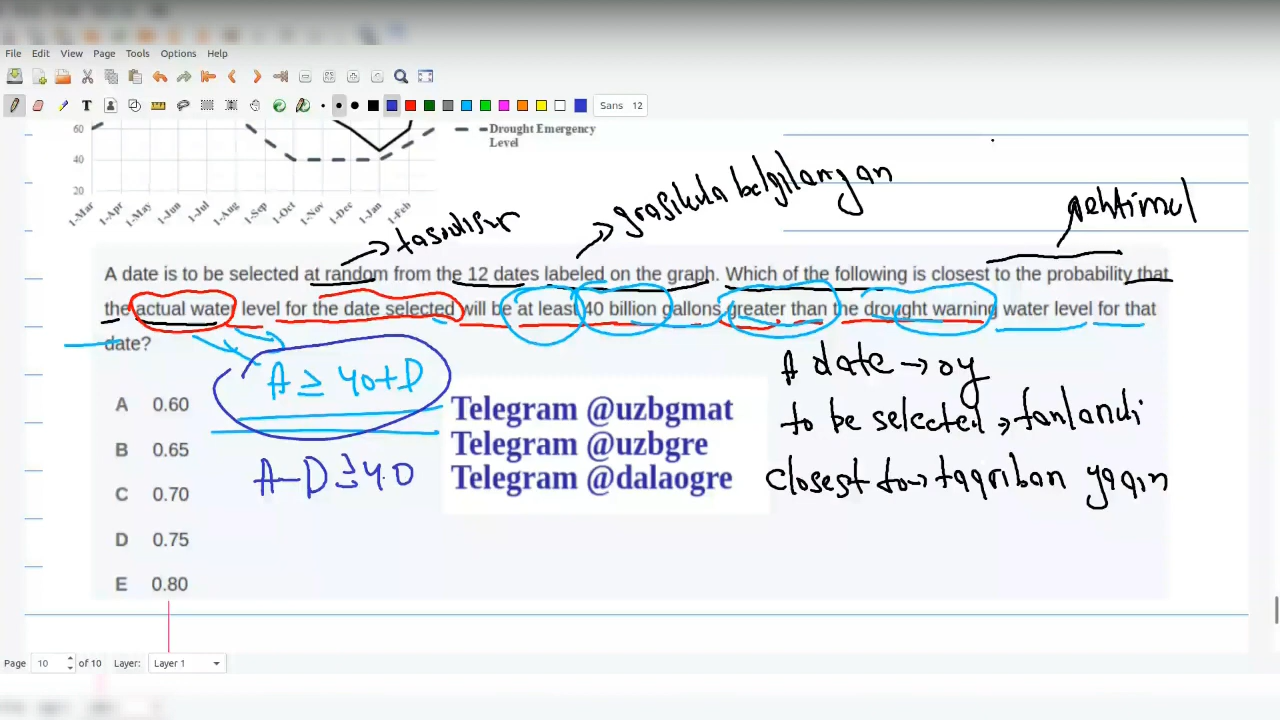 File Edit View Page Tools Options Help
Sans 12
60
40
20
Drought Emergency
Level
1-Mar 1-Apr 1-May 1-Jun 1-Jul 1-Aug 1-Sep 1-Oct 1-Nov 1-Dec 1-Jan 1-Feb
belgilangan
A date is to be selected at random from the 12 dates labeled on the graph. Which of the following is closest to the probability that
the actual water level for the date selected will be at least 40 billion gallons greater than the drought warning water level for that
date?
A ≥ 40+D
A date → oy
A 0.60
Telegram @uzbgmat
to be selected → tanlandi
B 0.65
Telegram @uzbgre
A-D ≥ 40
Telegram @dalaogre
closest to → taqriban yaqin
C 0.70
D 0.75
E 0.80
Page 10 of 10 Layer: Layer 1